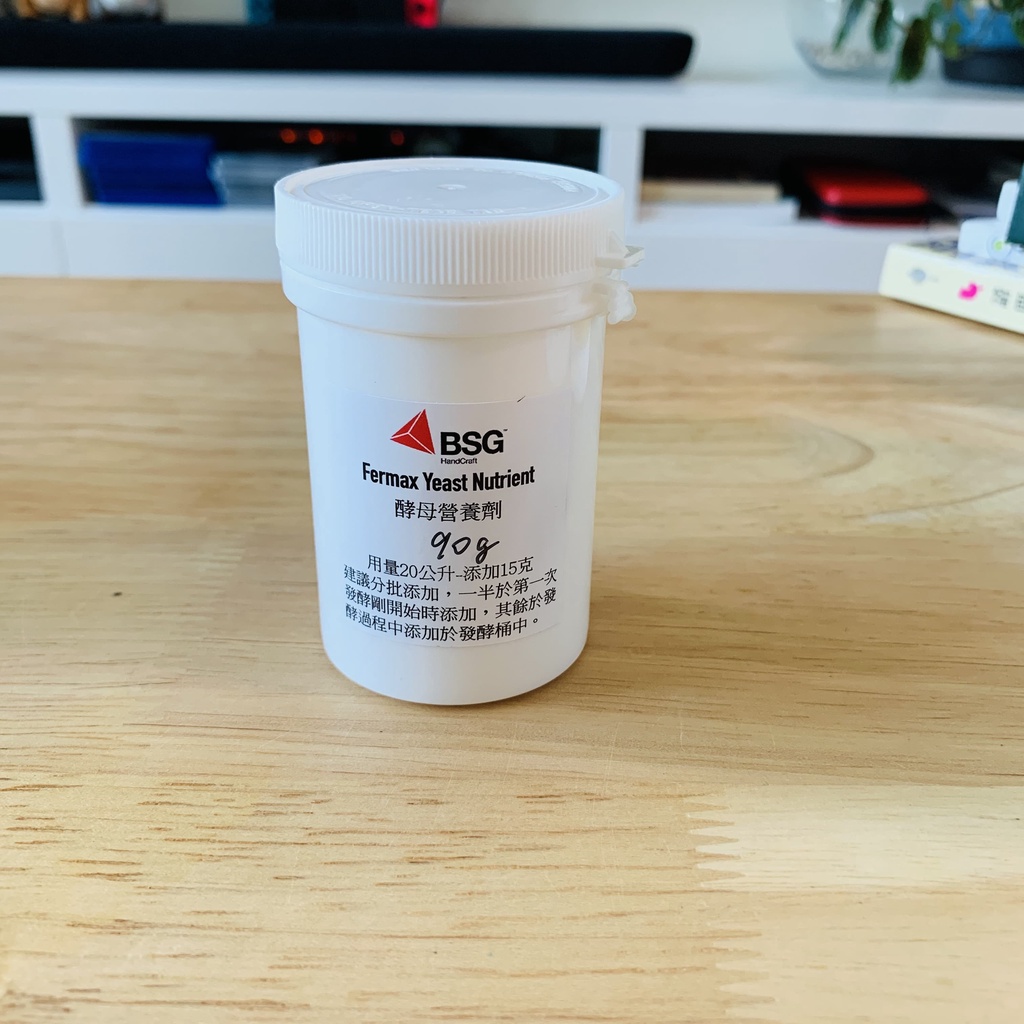 BSG™
HandCraft
Fermax Yeast Nutrient
酵母營養劑
90g
用量20公升-添加15克
建議分批添加，一半於第一次
發酵剛開始時添加，其餘於發
酵過程中添加於發酵桶中。